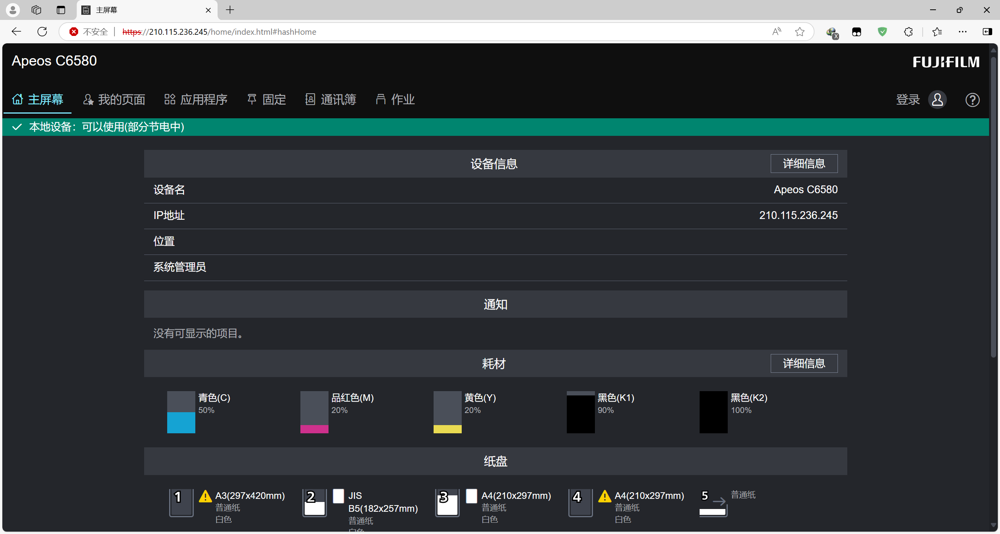 主屏幕
不安全 https://210.115.236.245/home/index.html#hashHome
Apeos C6580
FUJIFILM
主屏幕 我的页面 应用程序 固定 通讯簿 作业 登录
本地设备：可以使用(部分节电中)
设备信息 详细信息
设备名 Apeos C6580
IP地址 210.115.236.245
位置
系统管理员
通知
没有可显示的项目。
耗材 详细信息
青色(C) 品红色(M) 黄色(Y) 黑色(K1) 黑色(K2)
50% 20% 20% 90% 100%
纸盘
1 A3(297x420mm)
普通纸
白色
2 JIS
B5(182x257mm)
普通纸
白色
3 A4(210x297mm)
普通纸
白色
4 A4(210x297mm)
普通纸
白色
5 普通纸